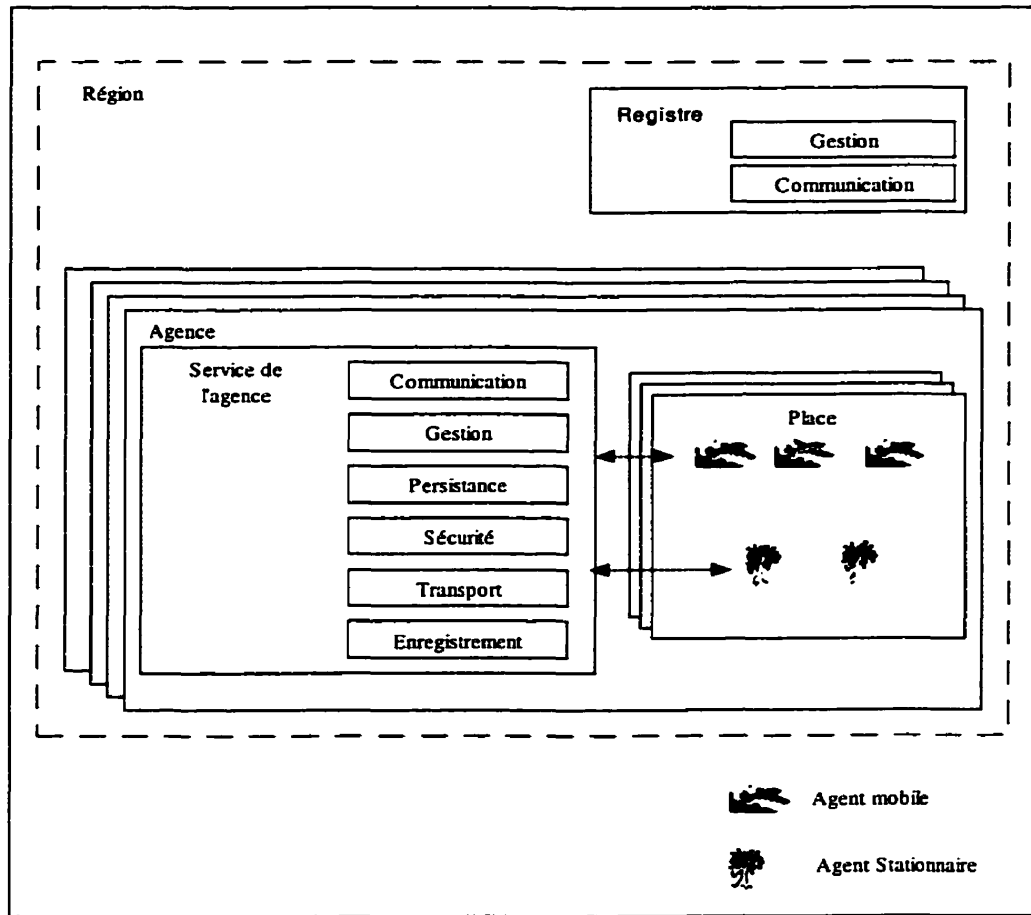 Région
Registre
Gestion
Communication
Agence
Service de
l'agence
Communication
Gestion
Persistance
Sécurité
Transport
Enregistrement
Place
Agent mobile
Agent Stationnaire